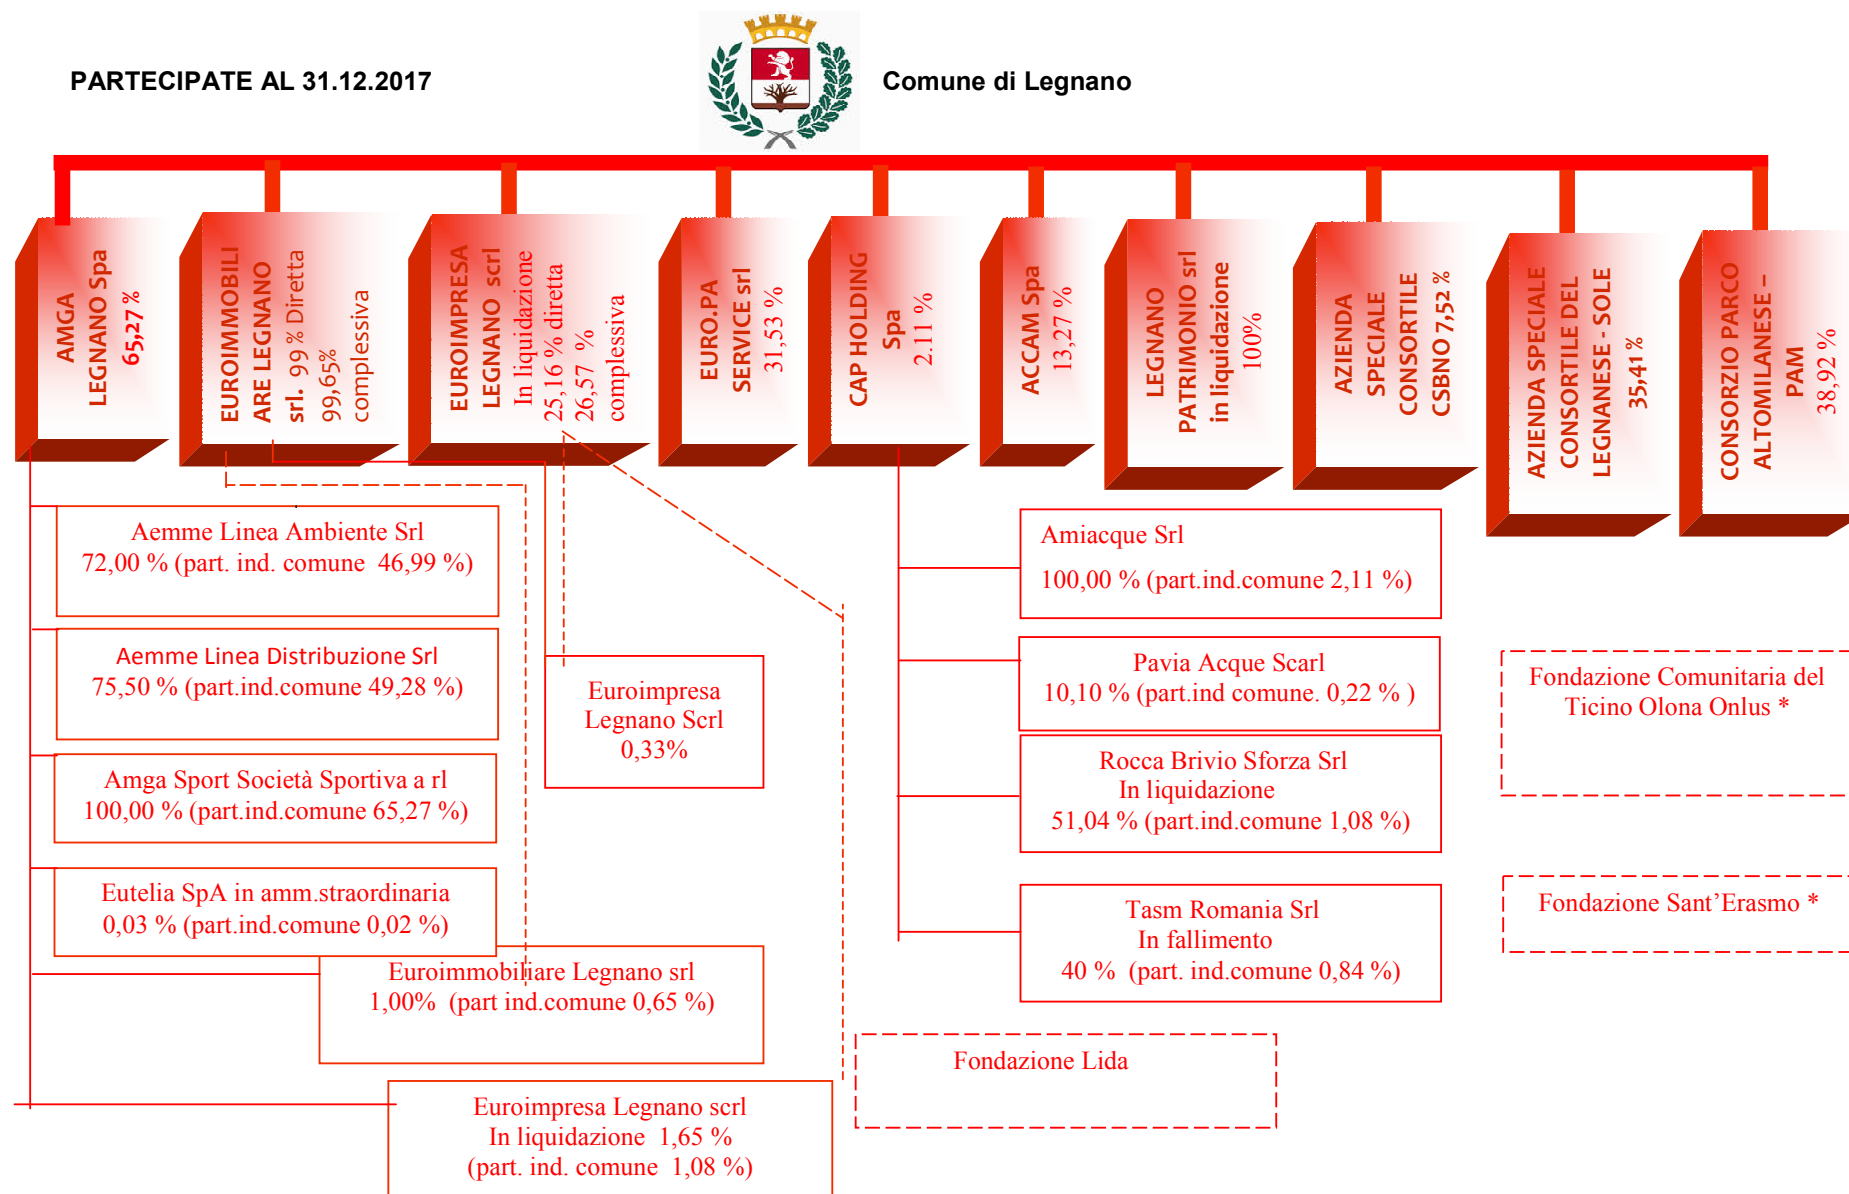 PARTECIPATE AL 31.12.2017
Comune di Legnano
AMGA
LEGNANO Spa
65,27 %
EUROIMMOBILI
ARE LEGNANO
srl. 99% Diretta
99,65%
complessiva
EUROIMPRESA
LEGNANO scrl
In liquidazione
25,16 % diretta
26,57 %
complessiva
EURO.PA
SERVICE srl
31,53 %
CAP HOLDING
Spa
2.11 %
ACCAM Spa
13,27 %
LEGNANO
PATRIMONIO srl
in liquidazione
100%
AZIENDA
SPECIALE
CONSORTILE
CSBNO 7,52 %
AZIENDA SPECIALE
CONSORTILE DEL
LEGNANESE - SOLE
35,41 %
CONSORZIO PARCO
ALTOMILANESE –
PAM
38,92 %
Aemme Linea Ambiente Srl
72,00 % (part. ind. comune 46,99 %)
Aemme Linea Distribuzione Srl
75,50 % (part.ind.comune 49,28 %)
Amga Sport Società Sportiva a rl
100,00 % (part.ind.comune 65,27 %)
Eutelia SpA in amm.straordinaria
0,03 % (part.ind.comune 0,02 %)
Euroimmobiliare Legnano srl
1,00% (part ind.comune 0,65 %)
Euroimpresa Legnano scrl
In liquidazione 1,65 %
(part. ind. comune 1,08 %)
Euroimpresa
Legnano Scrl
0,33%
Amiacque Srl
100,00 % (part.ind.comune 2,11 %)
Pavia Acque Scarl
10,10 % (part.ind comune. 0,22 % )
Rocca Brivio Sforza Srl
In liquidazione
51,04 % (part.ind.comune 1,08 %)
Tasm Romania Srl
In fallimento
40 % (part. ind.comune 0,84 %)
Fondazione Lida
Fondazione Comunitaria del
Ticino Olona Onlus *
Fondazione Sant’Erasmo *